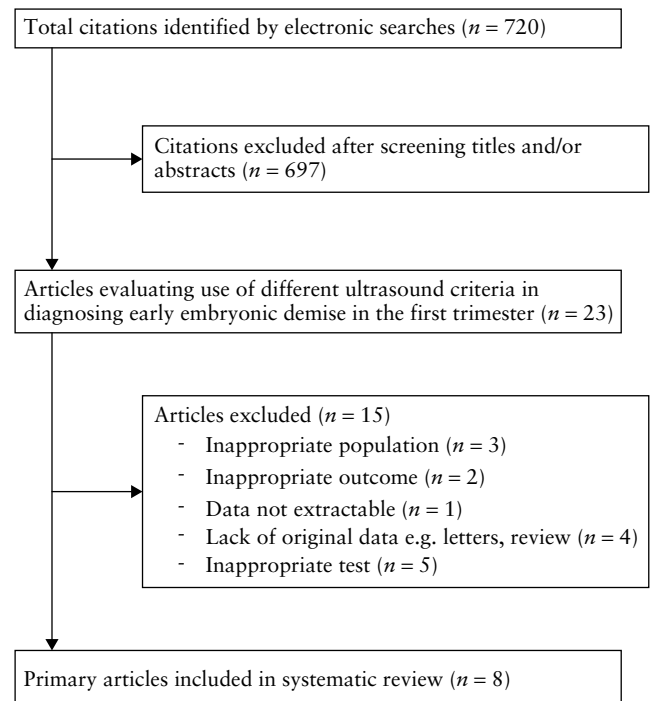 Total citations identified by electronic searches (n = 720)
Citations excluded after screening titles and/or
abstracts (n = 697)
Articles evaluating use of different ultrasound criteria in
diagnosing early embryonic demise in the first trimester (n = 23)
Articles excluded (n = 15)
- Inappropriate population (n = 3)
- Inappropriate outcome (n = 2)
- Data not extractable (n = 1)
- Lack of original data e.g. letters, review (n = 4)
- Inappropriate test (n = 5)
Primary articles included in systematic review (n = 8)